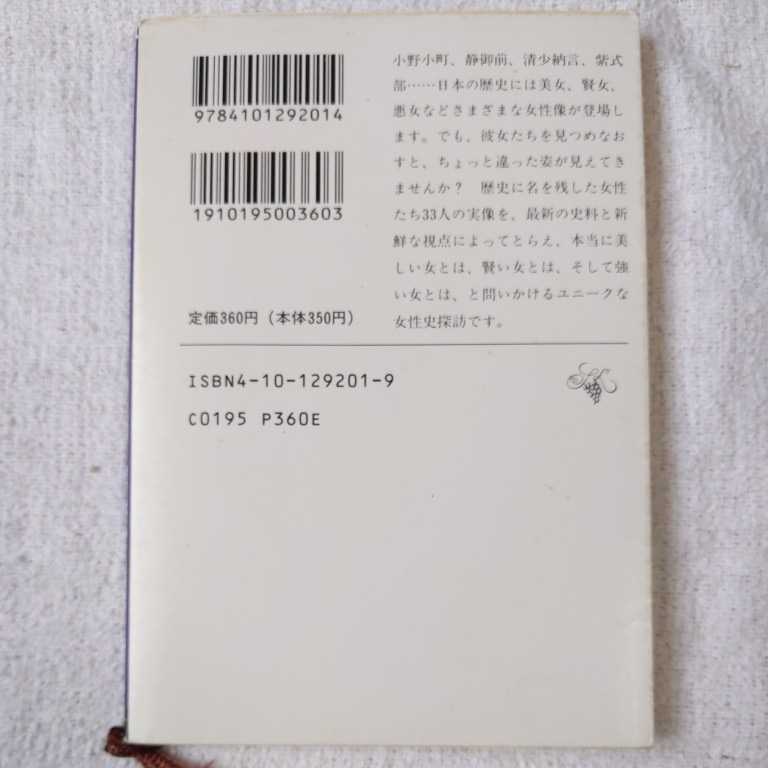 9784101292014
1910195003603
定価360円（本体350円）
小野小町、静御前、清少納言、紫式
部……日本の歴史には美女、賢女、
悪女などさまざまな女性像が登場し
ます。でも、彼女たちを見つめなお
すと、ちょっと違った姿が見えてき
ませんか？　歴史に名を残した女性
たち33人の実像を、最新の史料と新
鮮な視点によってとらえ、本当に美
しい女とは、賢い女とは、そして強
い女とは、と問いかけるユニークな
女性史探訪です。
ISBN4-10-129201-9
C0195 P360E